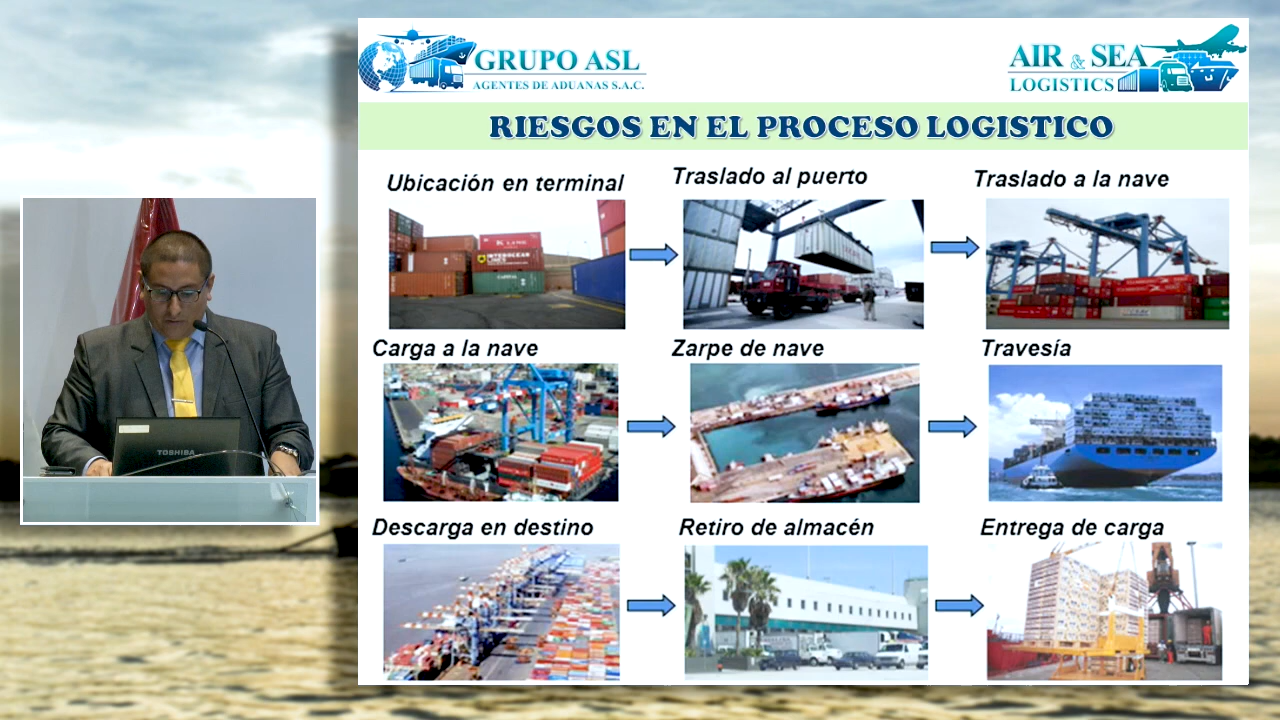 GRUPO ASL
AGENTES DE ADUANAS S.A.C.
AIR & SEA
LOGISTICS
RIESGOS EN EL PROCESO LOGISTICO
Ubicación en terminal
Traslado al puerto
Traslado a la nave
Carga a la nave
Zarpe de nave
Travesía
Descarga en destino
Retiro de almacén
Entrega de carga
TOSHIBA